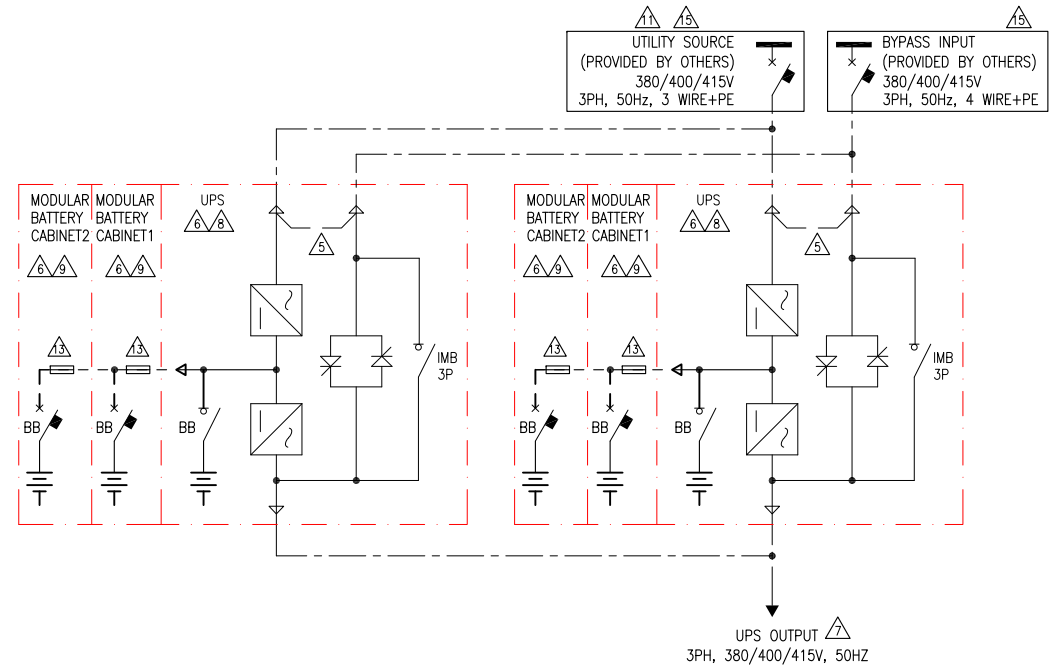 11 15
UTILITY SOURCE
(PROVIDED BY OTHERS)
380/400/415V
3PH, 50Hz, 3 WIRE+PE
15
BYPASS INPUT
(PROVIDED BY OTHERS)
380/400/415V
3PH, 50Hz, 4 WIRE+PE
MODULAR
BATTERY
CABINET2
6 9
MODULAR
BATTERY
CABINET1
6 9
UPS
6 8
5
13
13
BB
BB
BB
IMB
3P
MODULAR
BATTERY
CABINET2
6 9
MODULAR
BATTERY
CABINET1
6 9
UPS
6 8
5
13
13
BB
BB
BB
IMB
3P
UPS OUTPUT 7
3PH, 380/400/415V, 50HZ